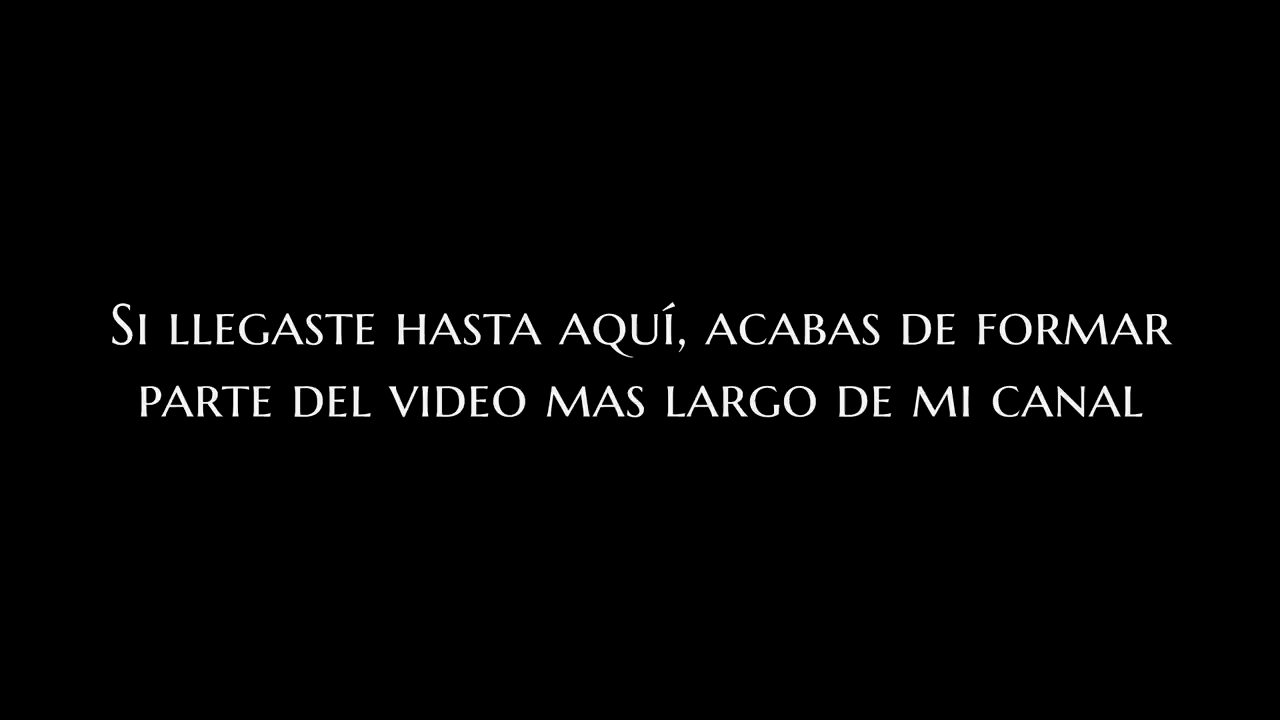 Si llegaste hasta aquí, acabas de formar
parte del video mas largo de mi canal